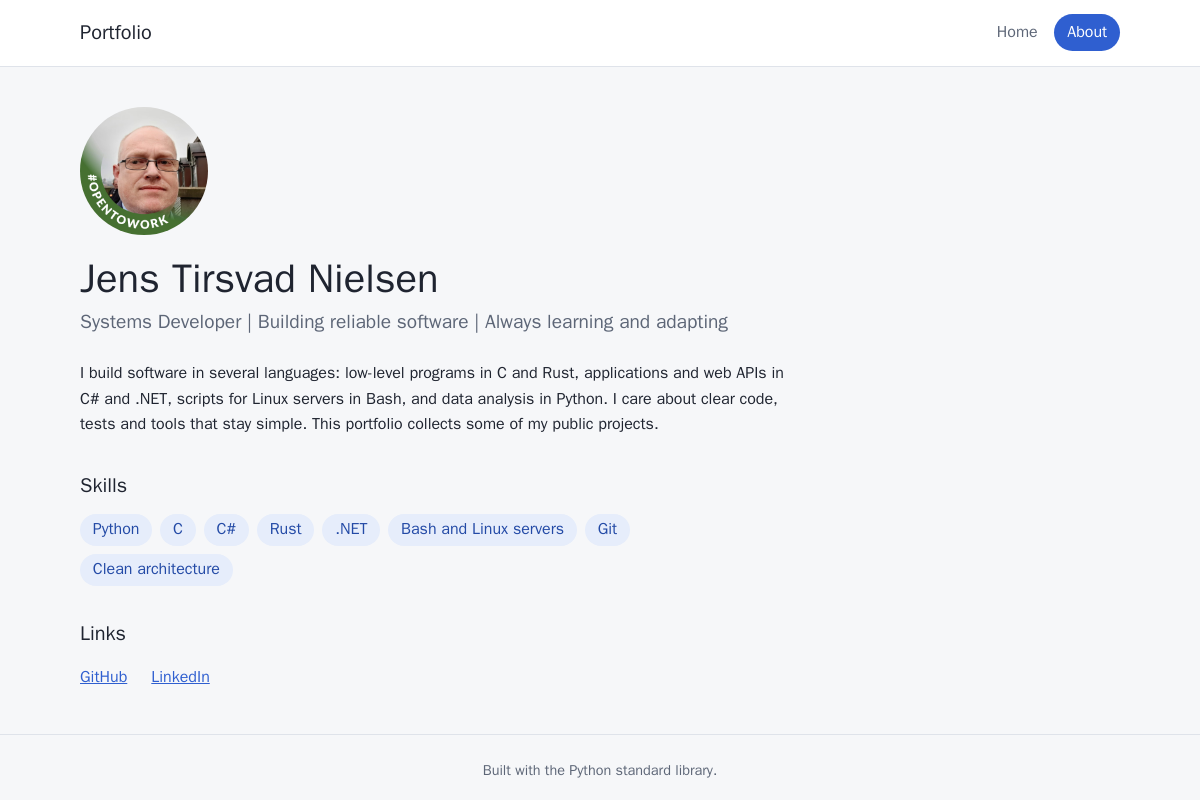 Portfolio
Home
About
#OPENTOWORK
Jens Tirsvad Nielsen
Systems Developer | Building reliable software | Always learning and adapting
I build software in several languages: low-level programs in C and Rust, applications and web APIs in
C# and .NET, scripts for Linux servers in Bash, and data analysis in Python. I care about clear code,
tests and tools that stay simple. This portfolio collects some of my public projects.
Skills
Python
C
C#
Rust
.NET
Bash and Linux servers
Git
Clean architecture
Links
GitHub
LinkedIn
Built with the Python standard library.